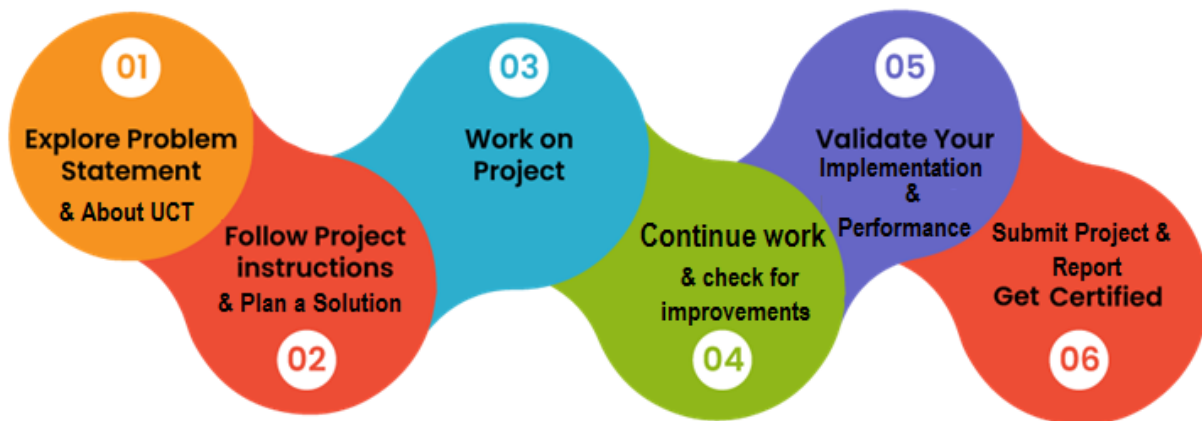 01
Explore Problem
Statement
& About UCT
Follow Project
instructions
& Plan a Solution
02
03
Work on
Project
Continue work
& check for
improvements
04
05
Validate Your
Implementation
&
Performance
Submit Project &
Report
Get Certified
06